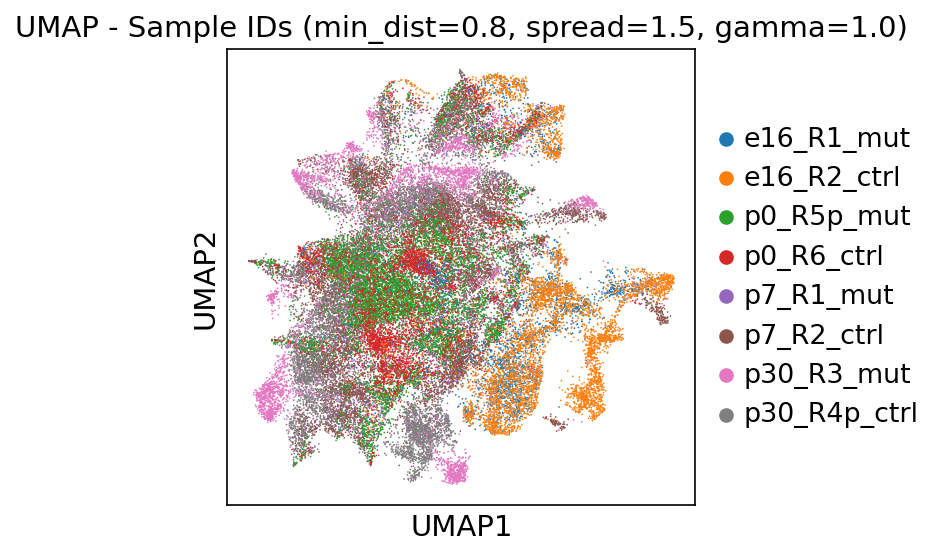 UMAP - Sample IDs (min_dist=0.8, spread=1.5, gamma=1.0)
UMAP2
UMAP1
e16_R1_mut
e16_R2_ctrl
p0_R5p_mut
p0_R6_ctrl
p7_R1_mut
p7_R2_ctrl
p30_R3_mut
p30_R4p_ctrl